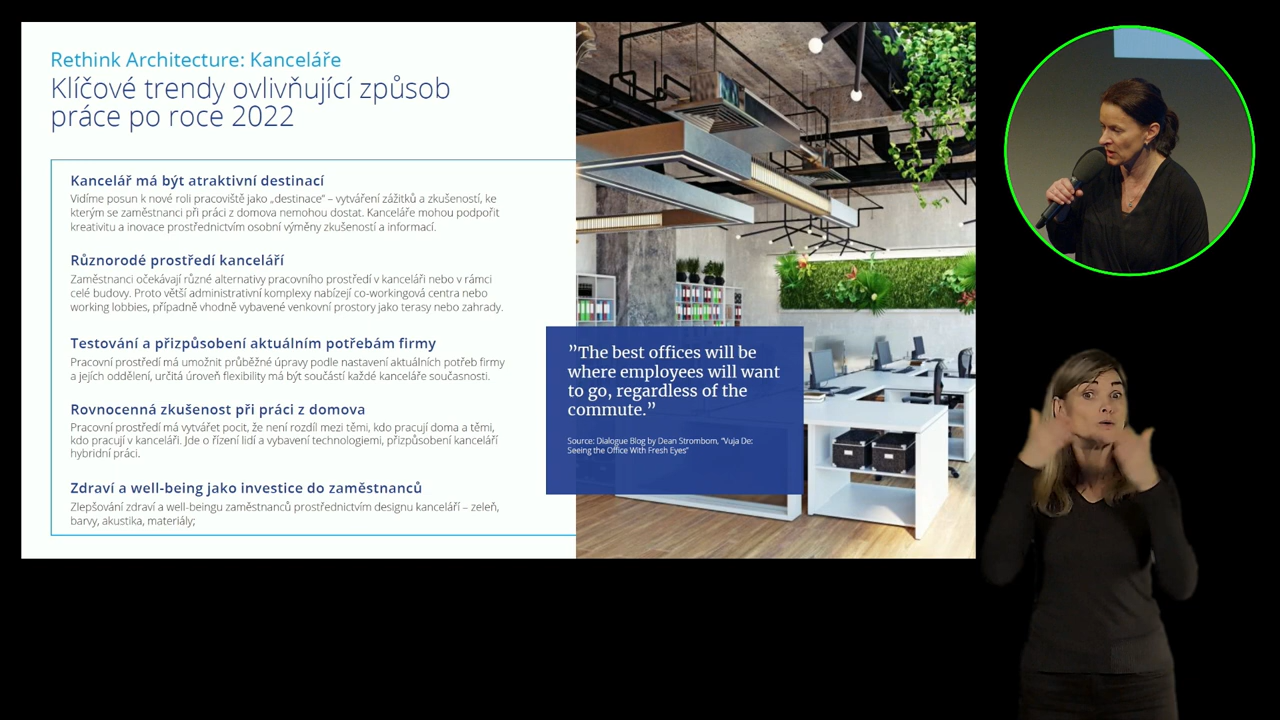 Rethink Architecture: Kanceláře
Klíčové trendy ovlivňující způsob
práce po roce 2022
Kancelář má být atraktivní destinací
Vidíme posun k nové roli pracoviště jako „destinace“ – vytváření zážitků a zkušeností, ke
kterým se zaměstnanci při práci z domova nemohou dostat. Kanceláře mohou podpořit
kreativitu a inovace prostřednictvím osobní výměny zkušeností a informací.
Různorodé prostředí kanceláří
Zaměstnanci očekávají různé alternativy pracovního prostředí v kanceláři nebo v rámci
celé budovy. Proto větší administrativní komplexy nabízejí co-workingová centra nebo
working lobbies, případně vhodně vybavené venkovní prostory jako terasy nebo zahrady.
Testování a přizpůsobení aktuálním potřebám firmy
Pracovní prostředí má umožnit průběžné úpravy podle nastavení aktuálních potřeb firmy
a jejích oddělení, určitá úroveň flexibility má být součástí každé kanceláře současnosti.
Rovnocenná zkušenost při práci z domova
Pracovní prostředí má vytvářet pocit, že není rozdíl mezi těmi, kdo pracují doma a těmi,
kdo pracují v kanceláři. Jde o řízení lidí a vybavení technologiemi, přizpůsobení kanceláří
hybridní práci.
Zdraví a well-being jako investice do zaměstnanců
Zlepšování zdraví a well-beingu zaměstnanců prostřednictvím designu kanceláří – zeleň,
barvy, akustika, materiály;
”The best offices will be
where employees will want
to go, regardless of the
commute.”
Source: Dialogue Blog by Dean Strombom, “Vuja De:
Seeing the Office With Fresh Eyes”